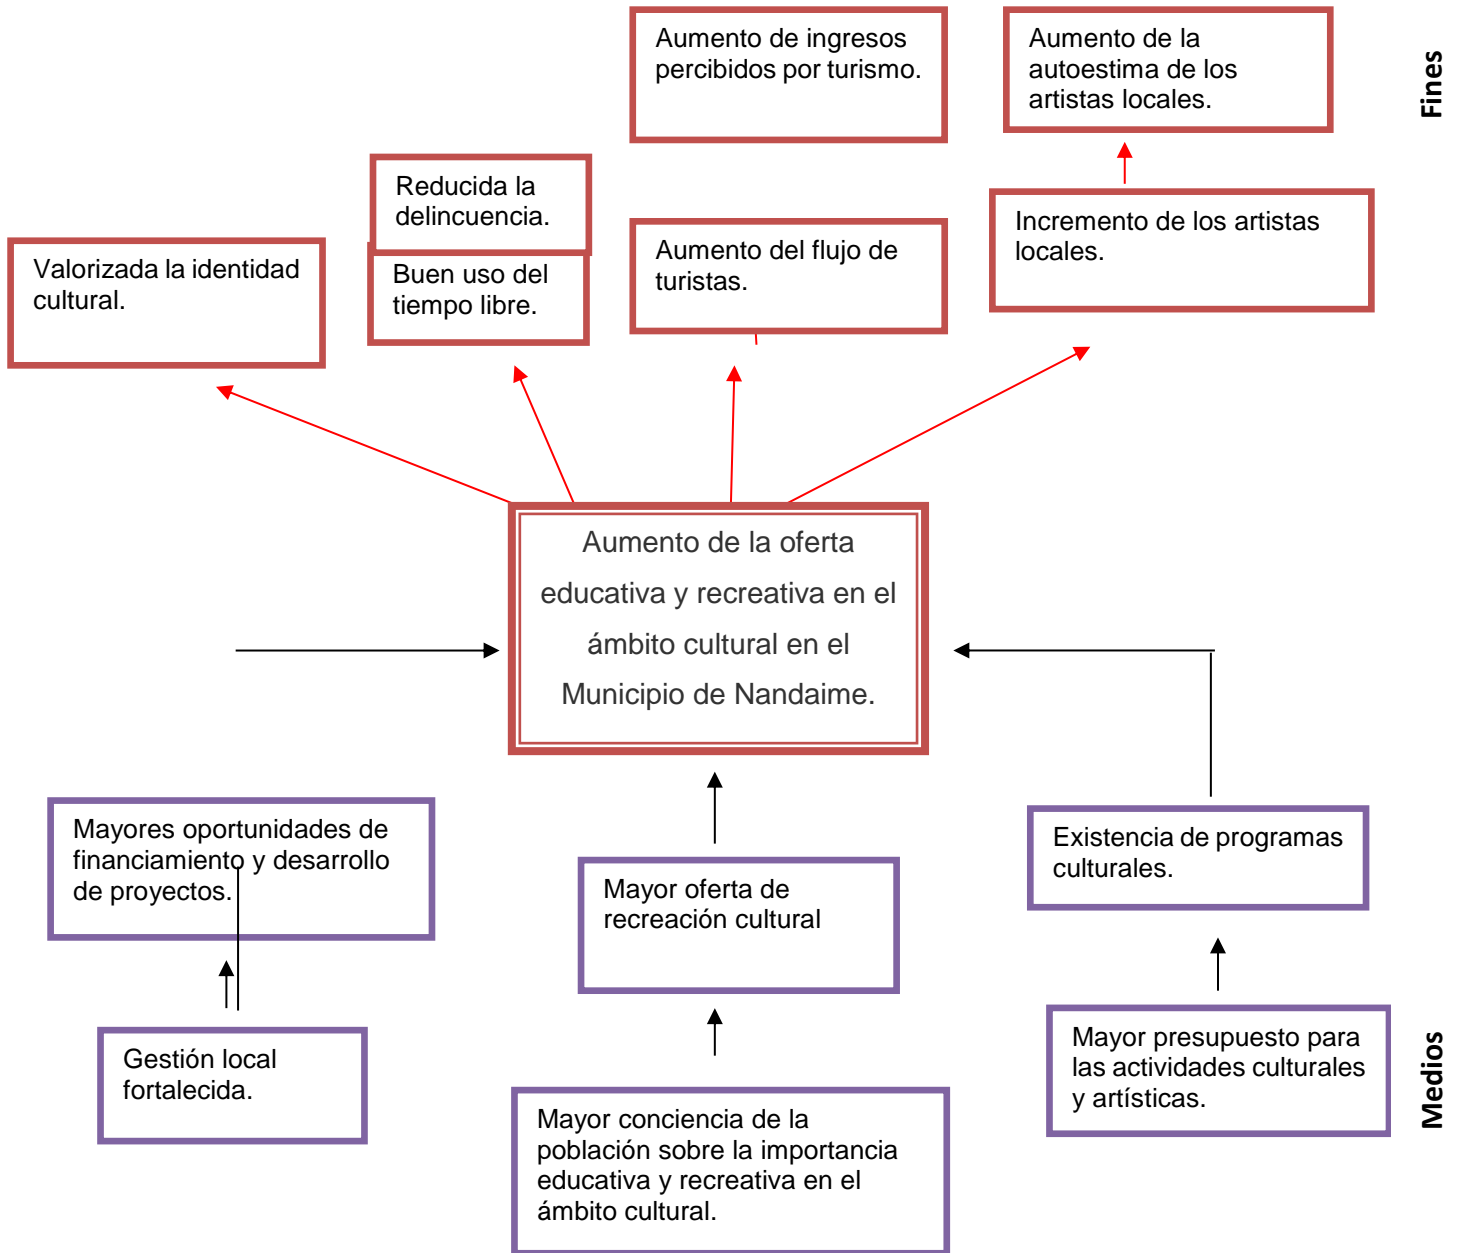 Aumento de ingresos
percibidos por turismo.
Aumento de la
autoestima de los
artistas locales.
Fines
Reducida la
delincuencia.
Incremento de los artistas
locales.
Valorizada la identidad
cultural.
Buen uso del
tiempo libre.
Aumento del flujo de
turistas.
Aumento de la oferta
educativa y recreativa en el
ámbito cultural en el
Municipio de Nandaime.
Mayores oportunidades de
financiamiento y desarrollo
de proyectos.
Mayor oferta de
recreación cultural
Existencia de programas
culturales.
Gestión local
fortalecida.
Mayor conciencia de la
población sobre la importancia
educativa y recreativa en el
ámbito cultural.
Mayor presupuesto para
las actividades culturales
y artísticas.
Medios